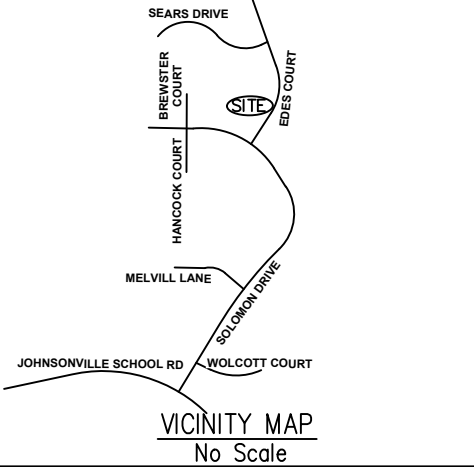 SEARS DRIVE
BREWSTER
COURT
SITE
EDES COURT
HANCOCK COURT
MELVILL LANE
SOLOMON DRIVE
JOHNSONVILLE SCHOOL RD
WOLCOTT COURT
VICINITY MAP
No Scale